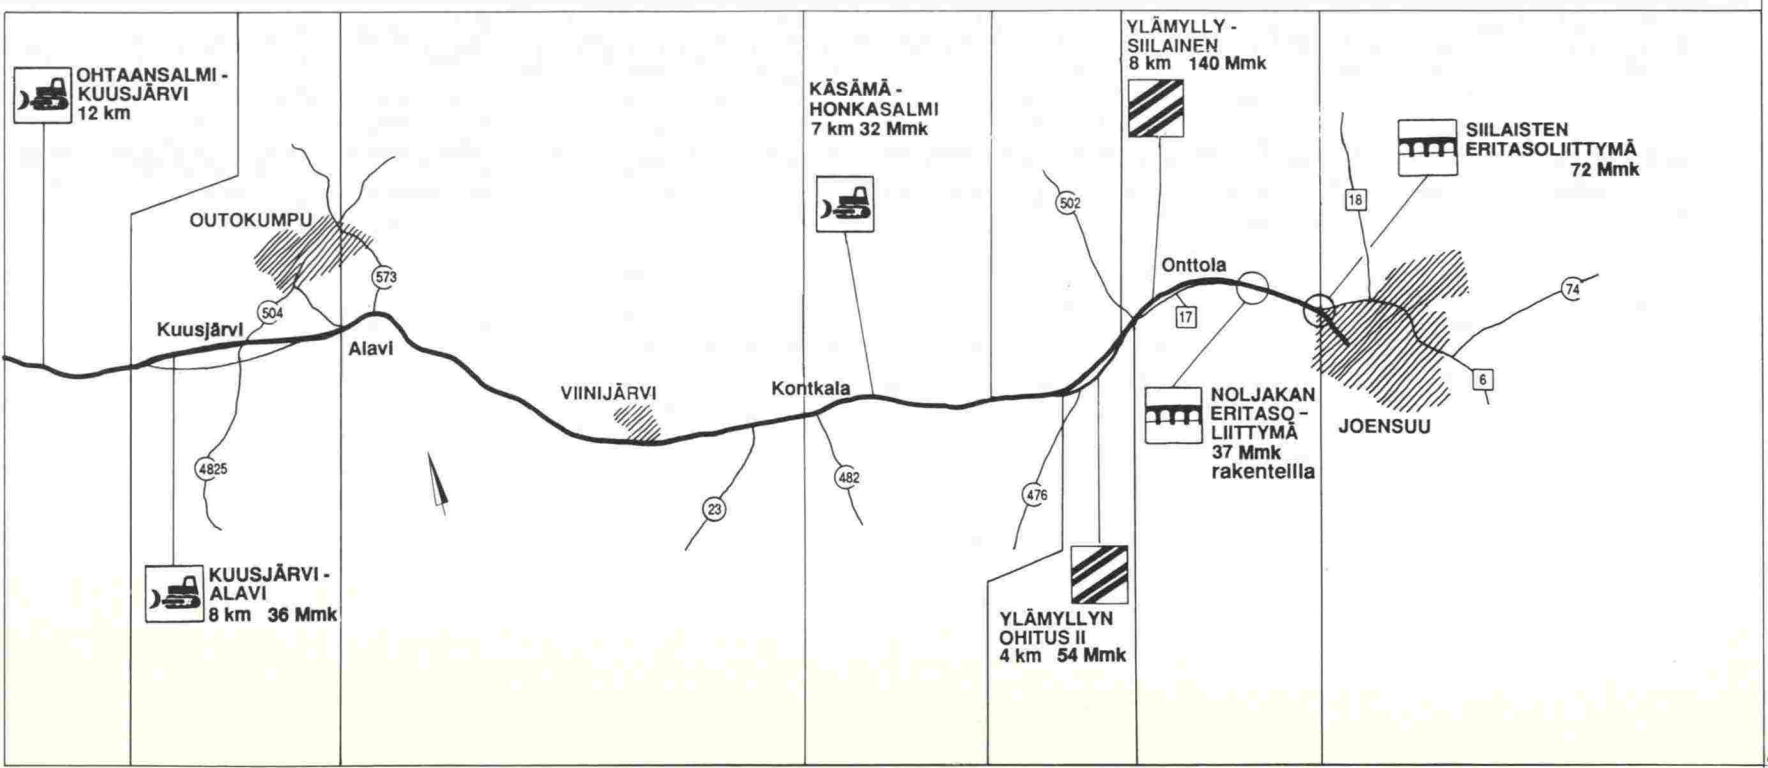 OHTAANSALMI -
KUUSJÄRVI
12 km
YLÄMYLLY -
SIILAINEN
8 km 140 Mmk
KÄSÄMÄ -
HONKASALMI
7 km 32 Mmk
SIILAISTEN
ERITASOLIITTYMÄ
72 Mmk
502
18
OUTOKUMPU
573
504
Kuusjärvi
Alavi
Onttola
17
74
6
VIINIJÄRVI
Kontkala
NOLJAKAN
ERITASO -
LIITTYMÄ
37 Mmk
rakenteilla
JOENSUU
4825
23
482
476
KUUSJÄRVI -
ALAVI
8 km 36 Mmk
YLÄMYLLYN
OHITUS II
4 km 54 Mmk